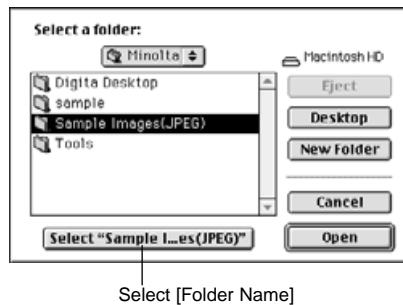 Select a folder:
Minolta
Macintosh HD
Digita Desktop
sample
Sample Images(JPEG)
Tools
Eject
Desktop
New Folder
Cancel
Select “Sample I…es(JPEG)”
Open
Select [Folder Name]